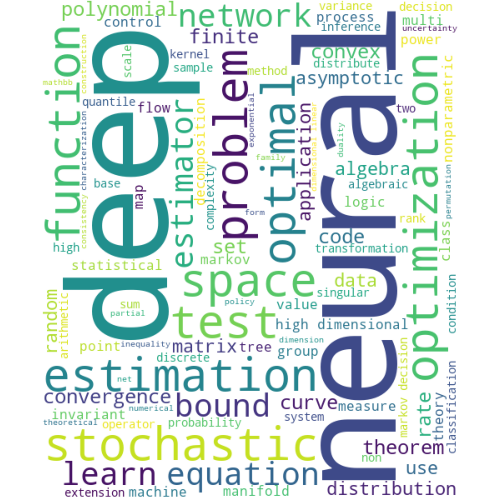 polynomial
network
variance
decision
control
process
multi
inference
finite
uncertainty
power
mathbb
construction
scale
kernel
convex
sample
method
distribute
function
deep
neural
asymptotic
quantile
estimator
problem
optimal
optimization
nonparametric
flow
decomposition
exponential
application
two
characterization
duality
base
map
family
algebra
algebraic
permutation
complexity
logic
rank
consistency
form
set
code
class
high
transformation
statistical
markov
space
data
condition
random
arithmetic
sum
partial
test
policy
value
singular
high dimensional
point
inequality
matrix
tree
dimension
group
discrete
estimation
net
numerical
convergence
bound
curve
measure
markov decision
rate
theory
classification
invariant
system
theoretical
operator
probability
stochastic
non
theorem
learn
equation
use
extension
machine
manifold
distribution